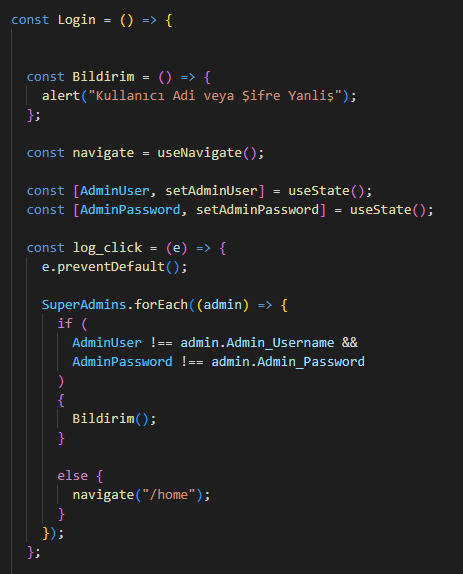 const Login = () => {
const Bildirim = () => {
alert("Kullanıcı Adi veya Şifre Yanliş");
};
const navigate = useNavigate();
const [AdminUser, setAdminUser] = useState();
const [AdminPassword, setAdminPassword] = useState();
const log_click = (e) => {
e.preventDefault();
SuperAdmins.forEach((admin) => {
if (
AdminUser !== admin.Admin_Username &&
AdminPassword !== admin.Admin_Password
)
{
Bildirim();
}
else {
navigate("/home");
}
});
};